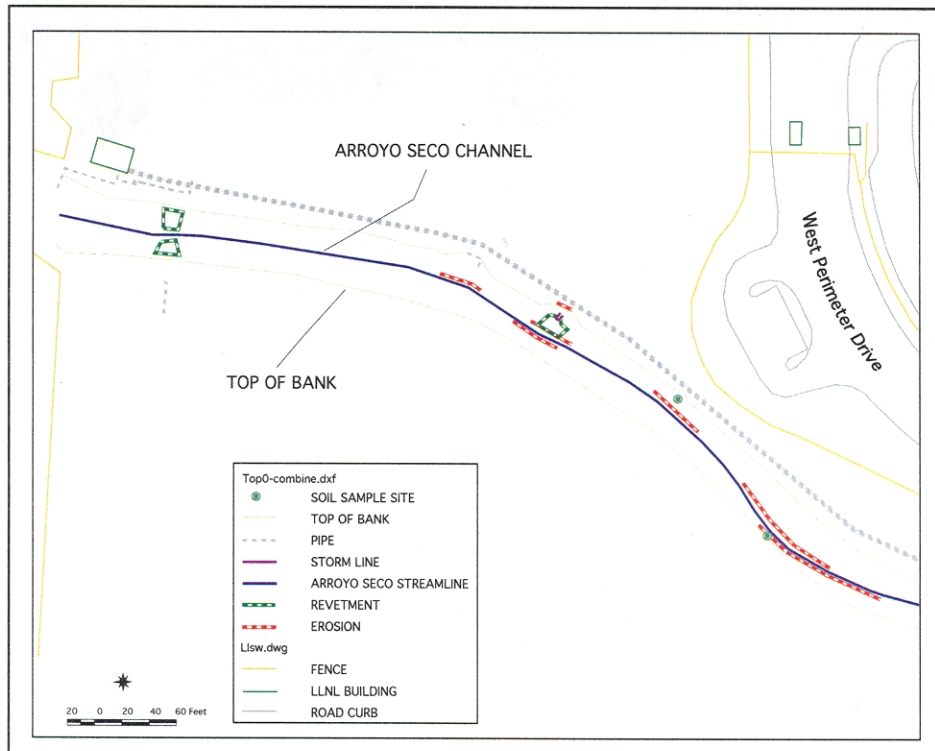 ARROYO SECO CHANNEL
West Perimeter Drive
TOP OF BANK
Top0-combine.dxf
SOIL SAMPLE SITE
TOP OF BANK
PIPE
STORM LINE
ARROYO SECO STREAMLINE
REVETMENT
EROSION
Llsw.dwg
FENCE
LLNL BUILDING
ROAD CURB
20 0 20 40 60 Feet